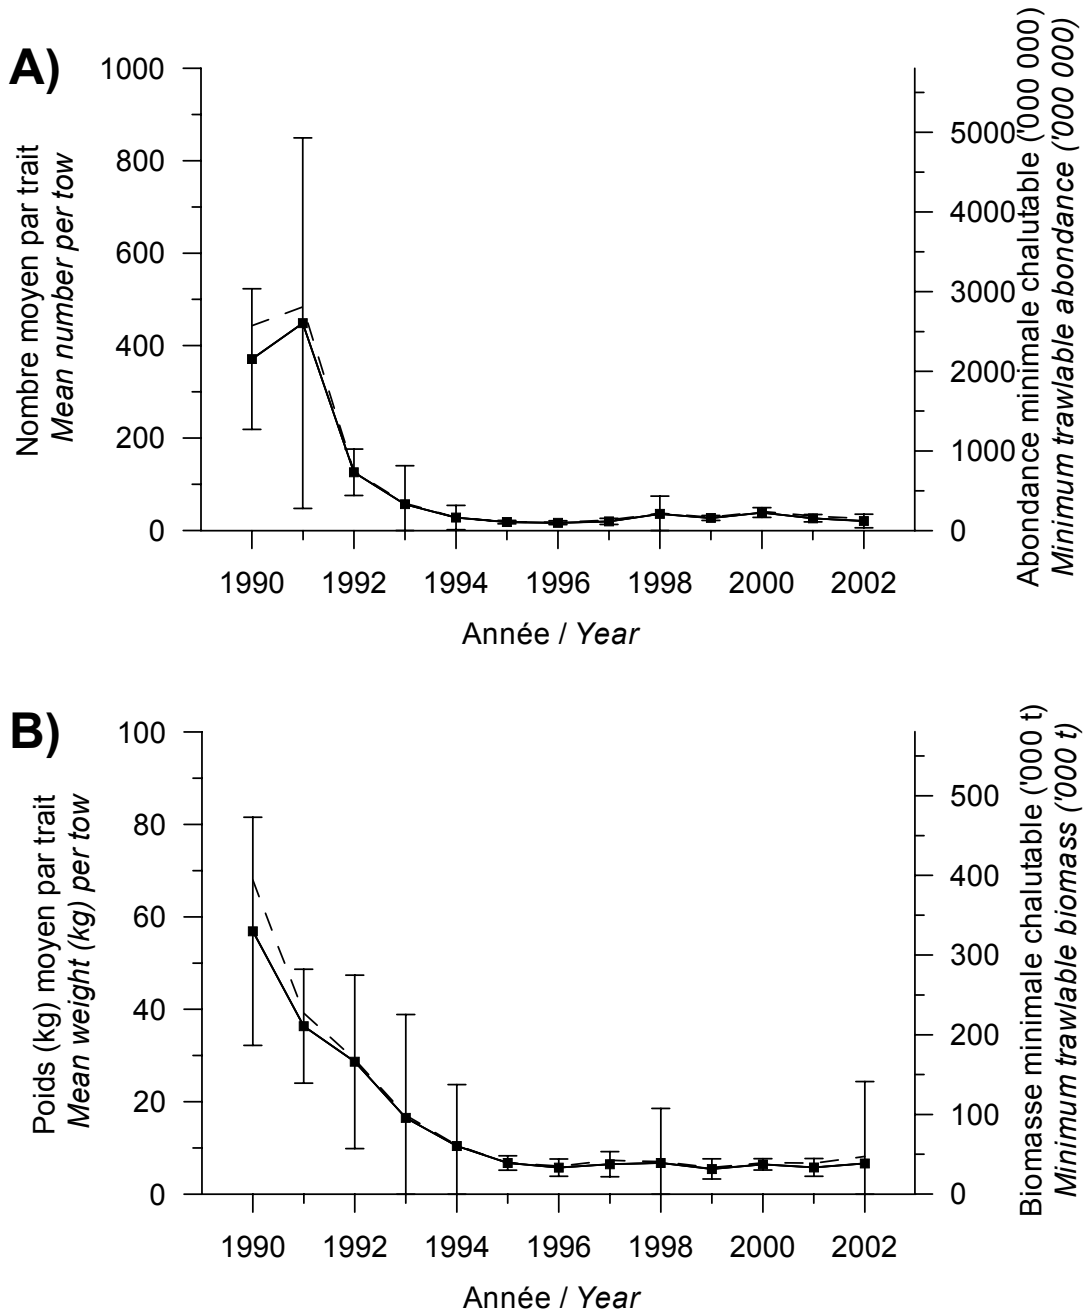 A)
Nombre moyen par trait
Mean number per tow
1000
800
600
400
200
0
5000
4000
3000
2000
1000
0
Abondance minimale chalutable ('000 000)
Minimum trawlable abondance ('000 000)
1990 1992 1994 1996 1998 2000 2002
Année / Year
B)
Poids (kg) moyen par trait
Mean weight (kg) per tow
100
80
60
40
20
0
500
400
300
200
100
0
Biomasse minimale chalutable ('000 t)
Minimum trawlable biomass ('000 t)
1990 1992 1994 1996 1998 2000 2002
Année / Year